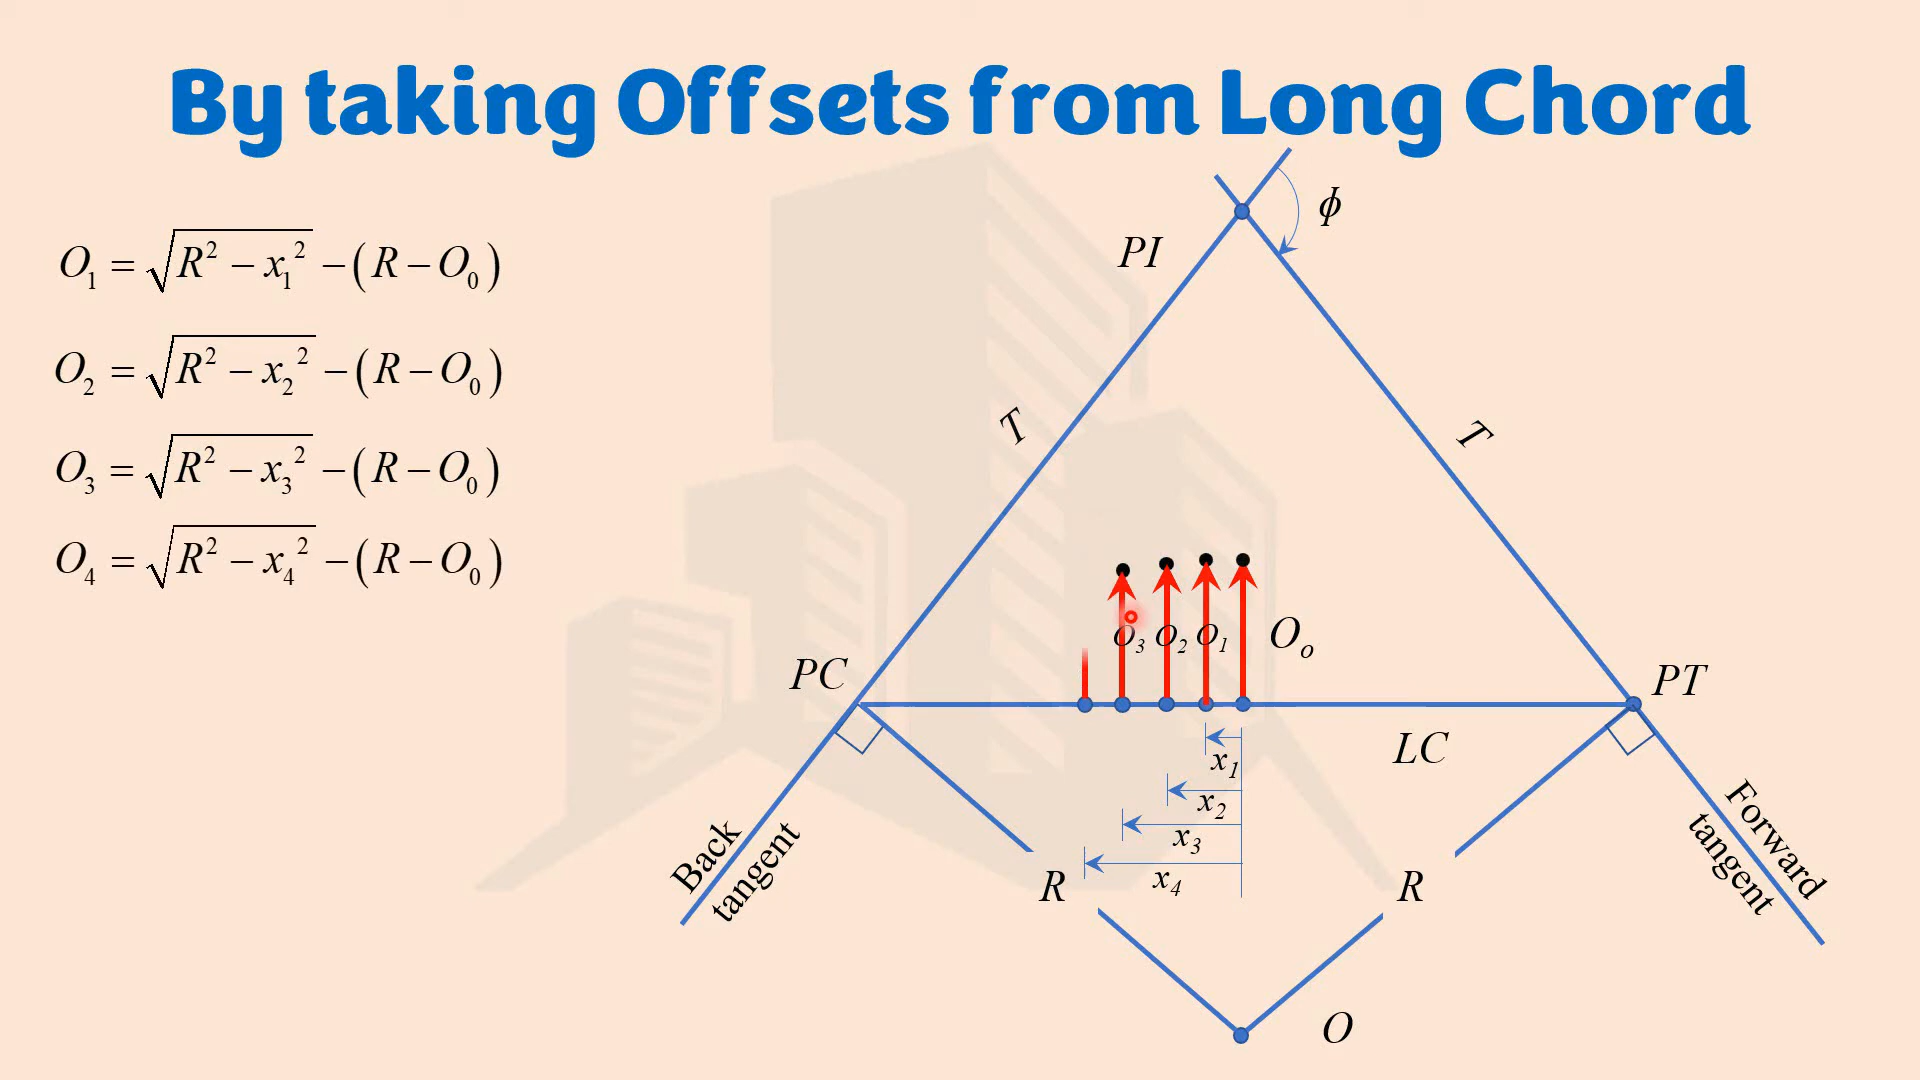 By taking Offsets from Long Chord
O₁ = √(R² − x₁²) − (R − O₀)
O₂ = √(R² − x₂²) − (R − O₀)
O₃ = √(R² − x₃²) − (R − O₀)
O₄ = √(R² − x₄²) − (R − O₀)
ϕ
PI
T
T
O₃ O₂ O₁ Oₒ
PC
PT
LC
x₁
x₂
x₃
x₄
Back
tangent
Forward
tangent
R
R
O